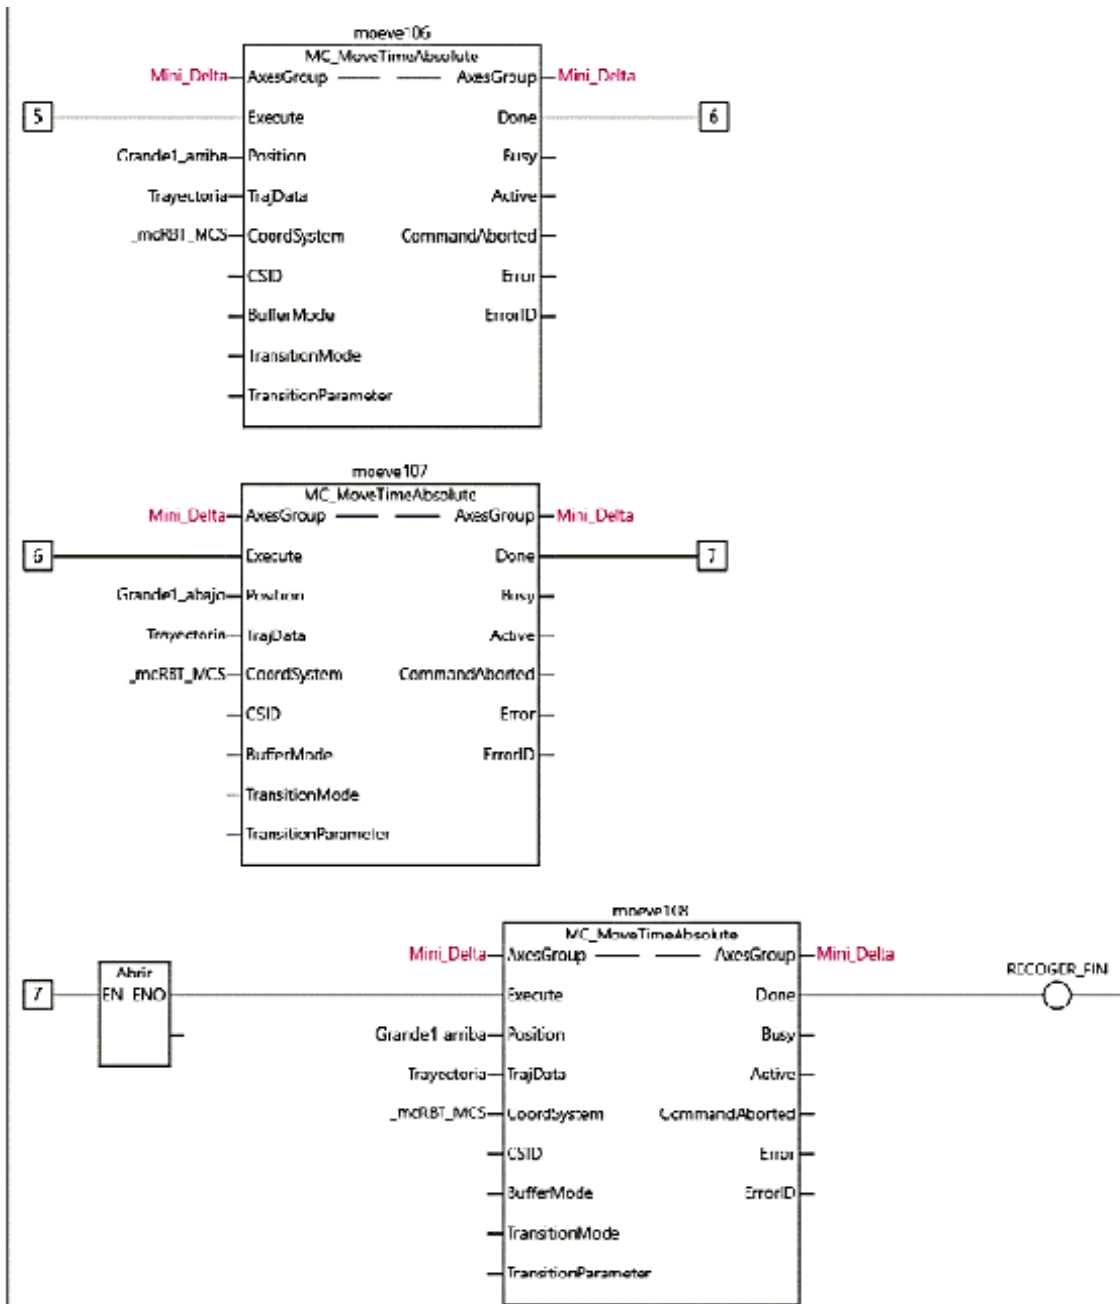 moeve106
MC_MoveTimeAbsolute
Mini_Delta AxesGroup AxesGroup Mini_Delta
5 Execute Done 6
Grande1_arriba Position Busy
Trayectoria TrajData Active
_mcRBT_MCS CoordSystem CommandAborted
CSID Error
BufferMode ErrorID
TransitionMode
TransitionParameter
moeve107
MC_MoveTimeAbsolute
Mini_Delta AxesGroup AxesGroup Mini_Delta
6 Execute Done 7
Grande1_abajo Position Busy
Trayectoria TrajData Active
_mcRBT_MCS CoordSystem CommandAborted
CSID Error
BufferMode ErrorID
TransitionMode
TransitionParameter
moeve108
MC_MoveTimeAbsolute
Mini_Delta AxesGroup AxesGroup Mini_Delta
RECOGER_FINI
Abrir
7 EN ENO Execute Done
Grande1_arriba Position Busy
Trayectoria TrajData Active
_mcRBT_MCS CoordSystem CommandAborted
CSID Error
BufferMode ErrorID
TransitionMode
TransitionParameter